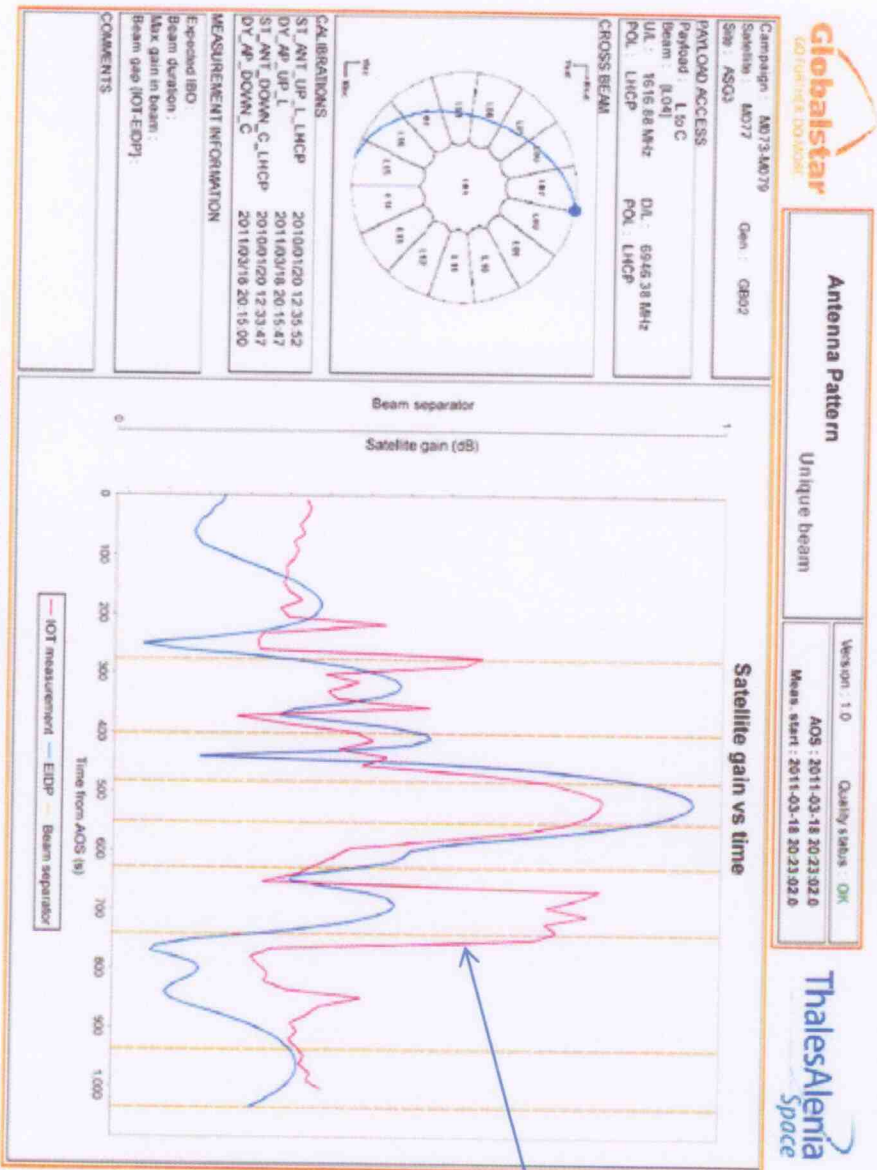 Globalstar
GO FURTHER. DO MORE.
Antenna Pattern
Unique beam
Version : 1.0 Quality status : OK
AOS : 2011-03-18 20:23:02.0
Meas. start : 2011-03-18 20:23:02.0
ThalesAlenia
Space
Campaign : M073-M079
Satellite : M077 Gen : GB02
Site : ASG3
PAYLOAD ACCESS
Payload : L to C
Beam : [L04]
U/L : 1616.88 MHz D/L : 6946.38 MHz
POL : LHCP POL : LHCP
CROSS BEAM
CALIBRATIONS
ST_ANT_UP_L_LHCP 2010/01/20 12:35:52
DY_AP_UP_L 2011/03/18 20:15:47
ST_ANT_DOWN_C_LHCP 2010/01/20 12:33:47
DY_AP_DOWN_C 2011/03/18 20:15:00
MEASUREMENT INFORMATION
Expected IBO :
Beam duration :
Max. gain in beam :
Beam gap [IOT-EIDP] :
COMMENTS
Satellite gain vs time
Beam separator
0 1
Satellite gain (dB)
0 100 200 300 400 500 600 700 800 900 1,000
Time from AOS (s)
IOT measurement EIDP Beam separator